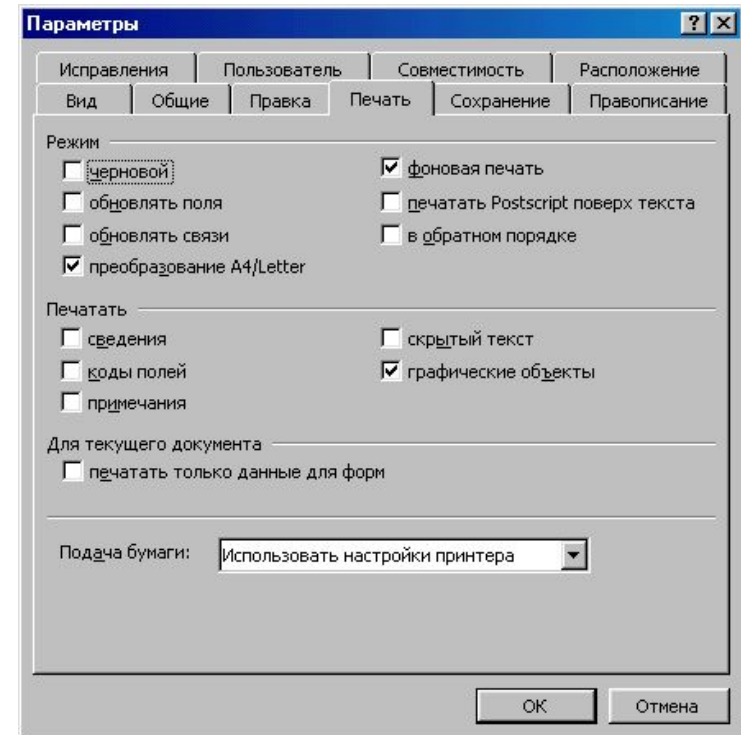 Параметры
Исправления Пользователь Совместимость Расположение
Вид Общие Правка Печать Сохранение Правописание
Режим
черновой фоновая печать
обновлять поля печатать Postscript поверх текста
обновлять связи в обратном порядке
преобразование A4/Letter
Печатать
сведения скрытый текст
коды полей графические объекты
примечания
Для текущего документа
печатать только данные для форм
Подача бумаги: Использовать настройки принтера
ОК Отмена